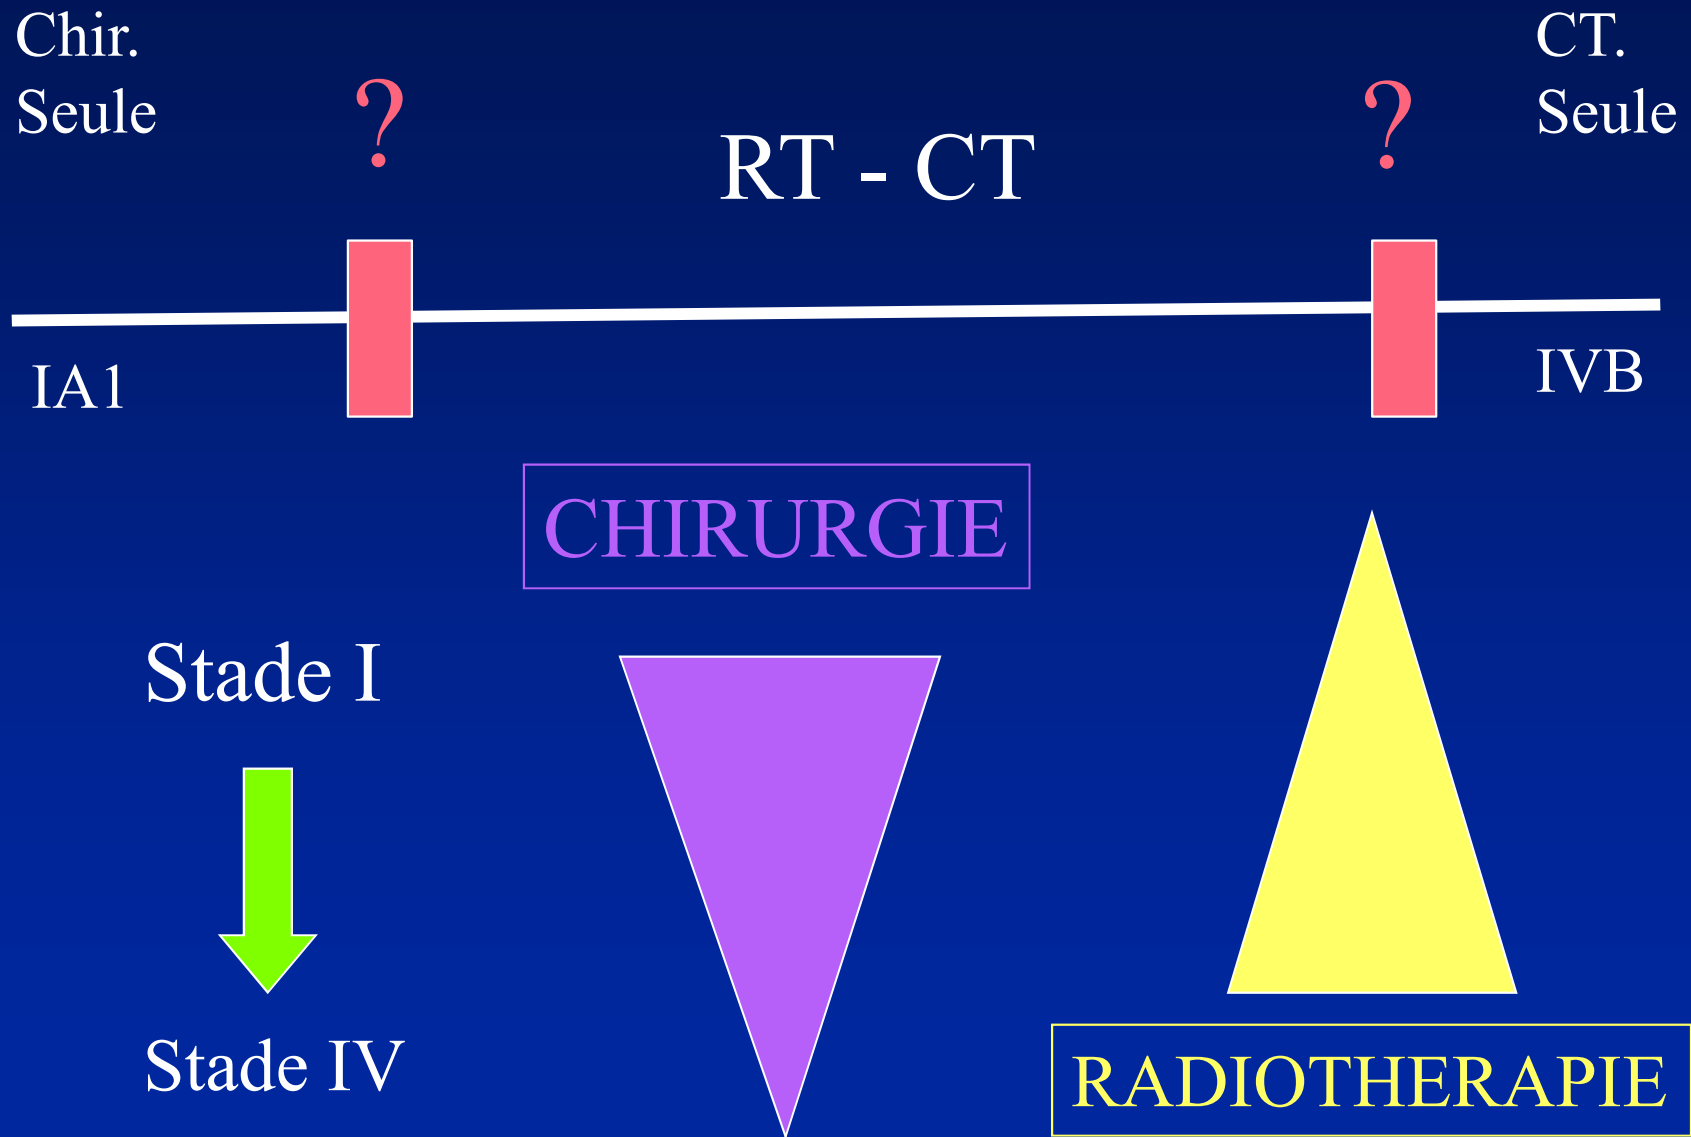 Chir.
Seule
?
RT - CT
?
CT.
Seule
IA1
IVB
CHIRURGIE
Stade I
Stade IV
RADIOTHERAPIE